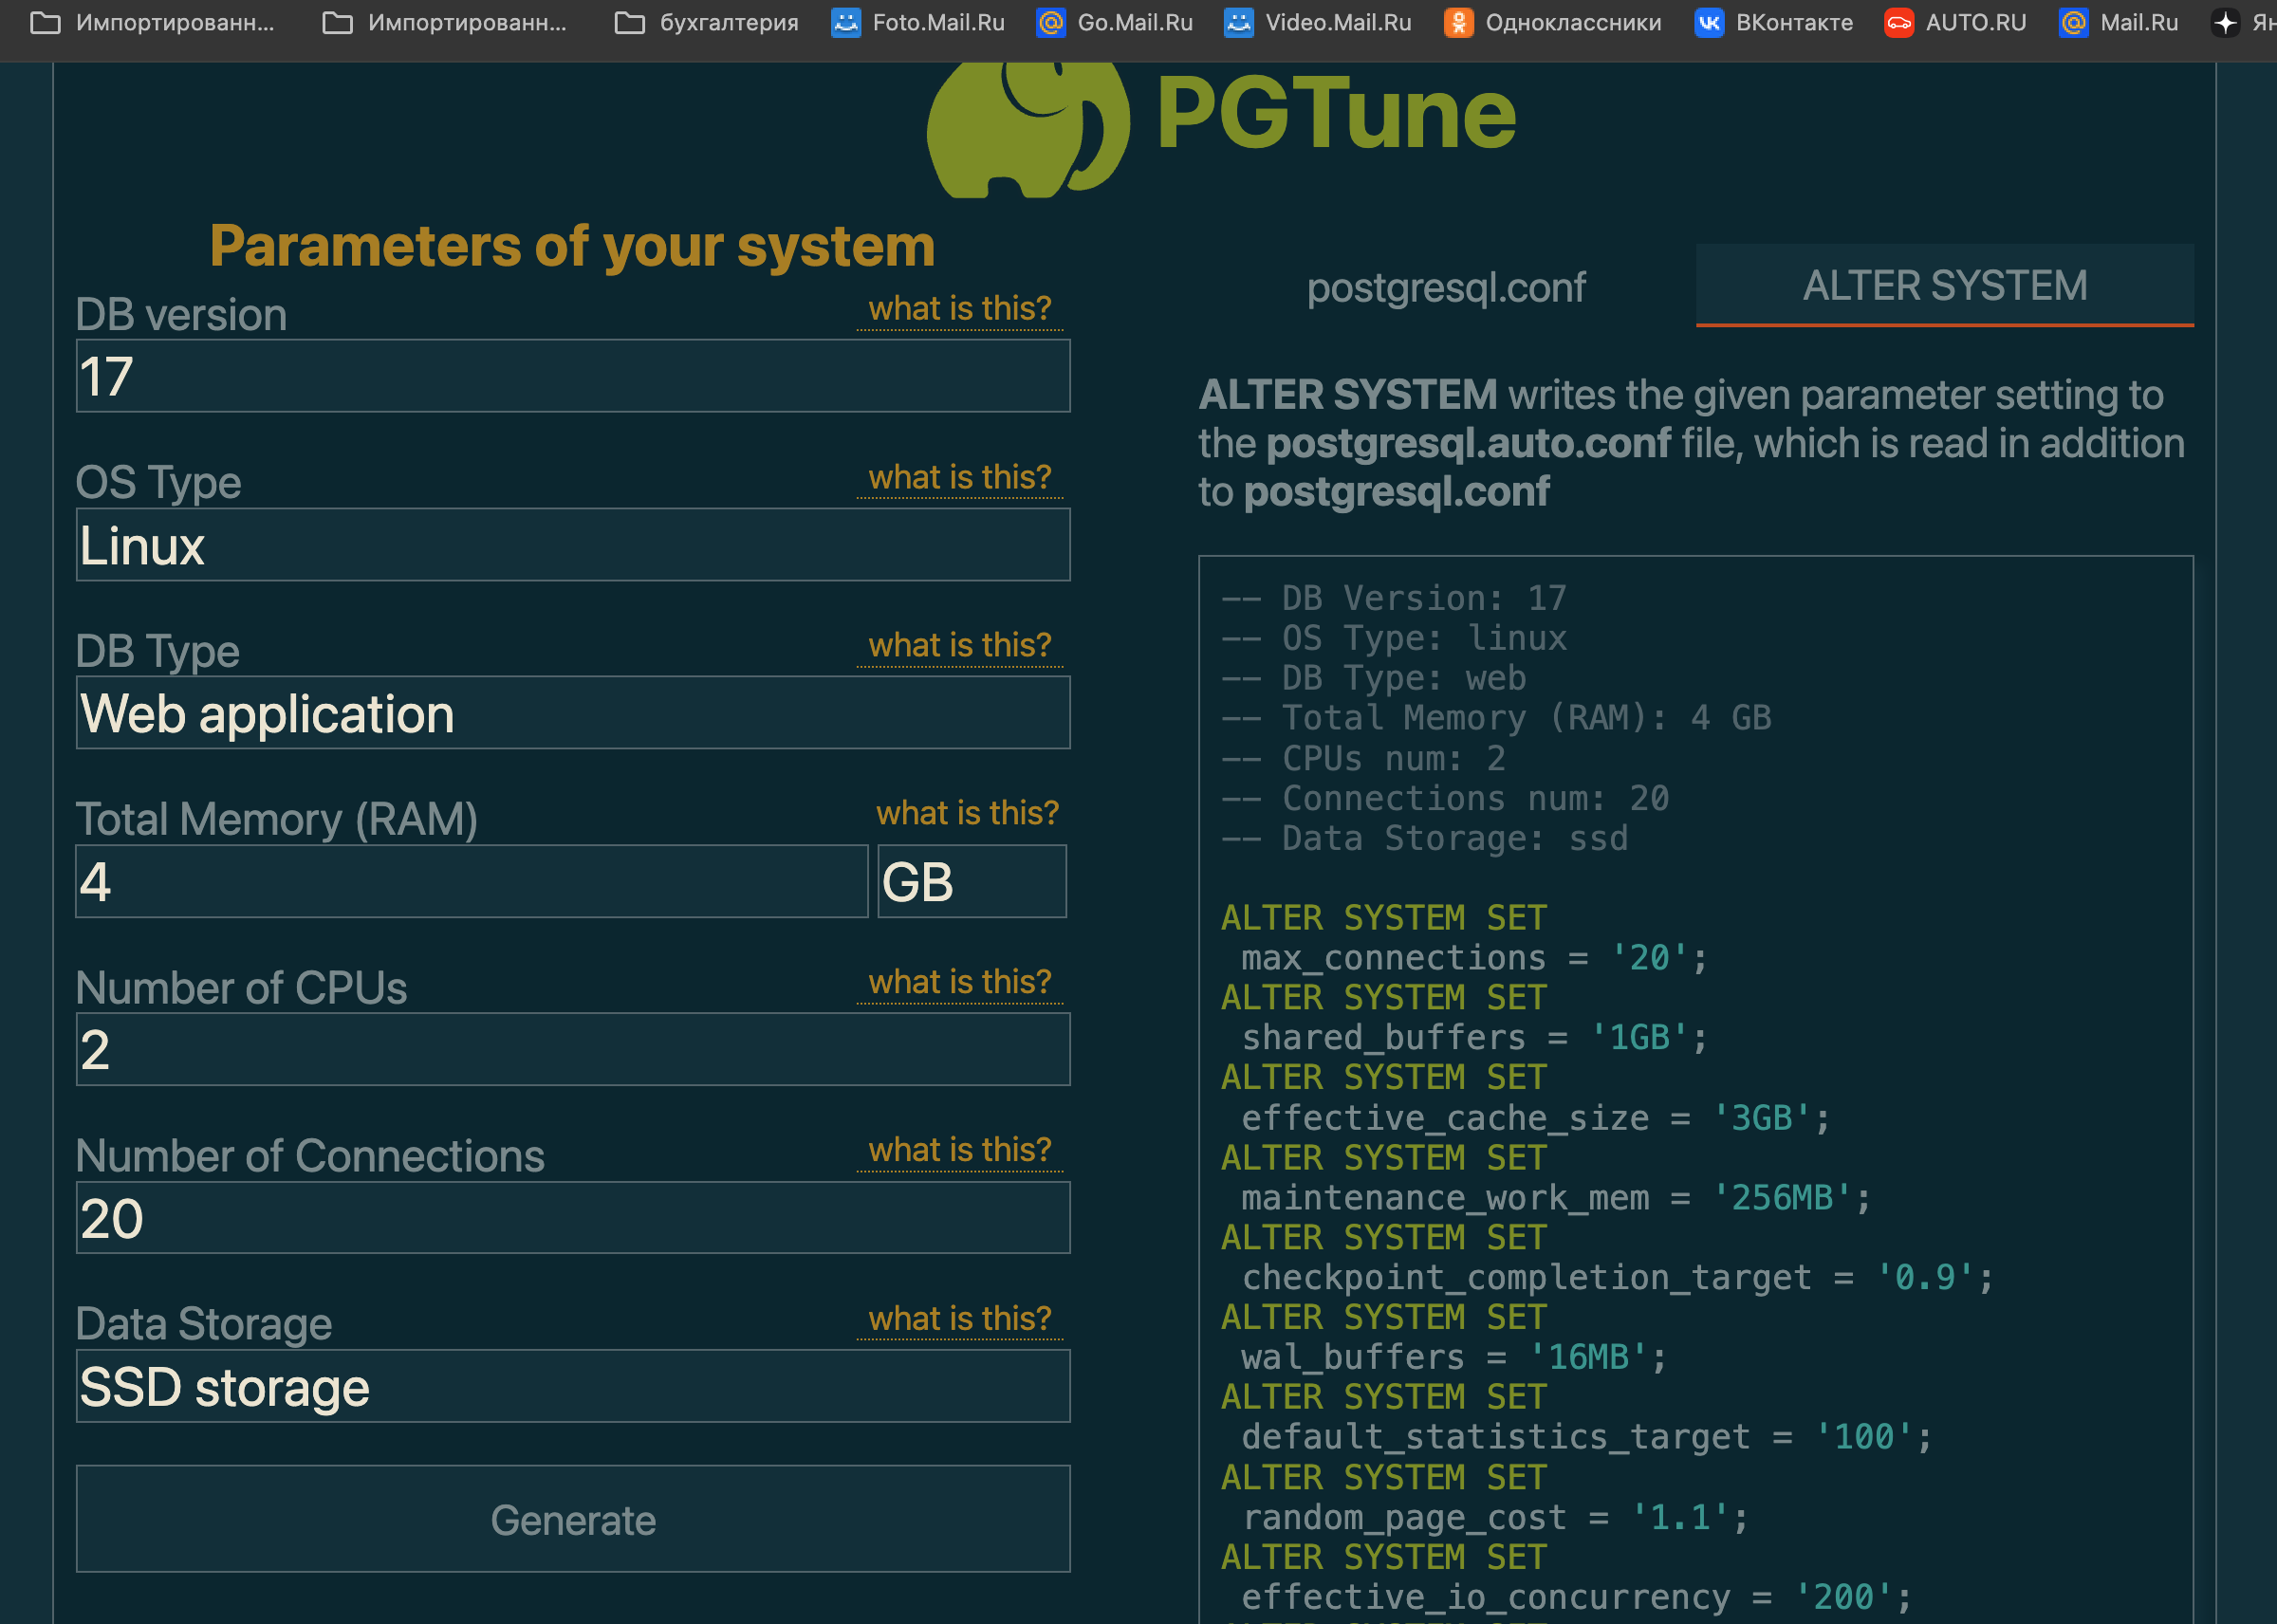 Импортированн...
Импортированн...
бухгалтерия
Foto.Mail.Ru
Go.Mail.Ru
Video.Mail.Ru
Одноклассники
ВКонтакте
AUTO.RU
Mail.Ru
PGTune
Parameters of your system
DB version
what is this?
17
OS Type
what is this?
Linux
DB Type
what is this?
Web application
Total Memory (RAM)
what is this?
4
GB
Number of CPUs
what is this?
2
Number of Connections
what is this?
20
Data Storage
what is this?
SSD storage
Generate
postgresql.conf
ALTER SYSTEM
ALTER SYSTEM writes the given parameter setting to
the postgresql.auto.conf file, which is read in addition
to postgresql.conf
-- DB Version: 17
-- OS Type: linux
-- DB Type: web
-- Total Memory (RAM): 4 GB
-- CPUs num: 2
-- Connections num: 20
-- Data Storage: ssd
ALTER SYSTEM SET
max_connections = '20';
ALTER SYSTEM SET
shared_buffers = '1GB';
ALTER SYSTEM SET
effective_cache_size = '3GB';
ALTER SYSTEM SET
maintenance_work_mem = '256MB';
ALTER SYSTEM SET
checkpoint_completion_target = '0.9';
ALTER SYSTEM SET
wal_buffers = '16MB';
ALTER SYSTEM SET
default_statistics_target = '100';
ALTER SYSTEM SET
random_page_cost = '1.1';
ALTER SYSTEM SET
effective_io_concurrency = '200';